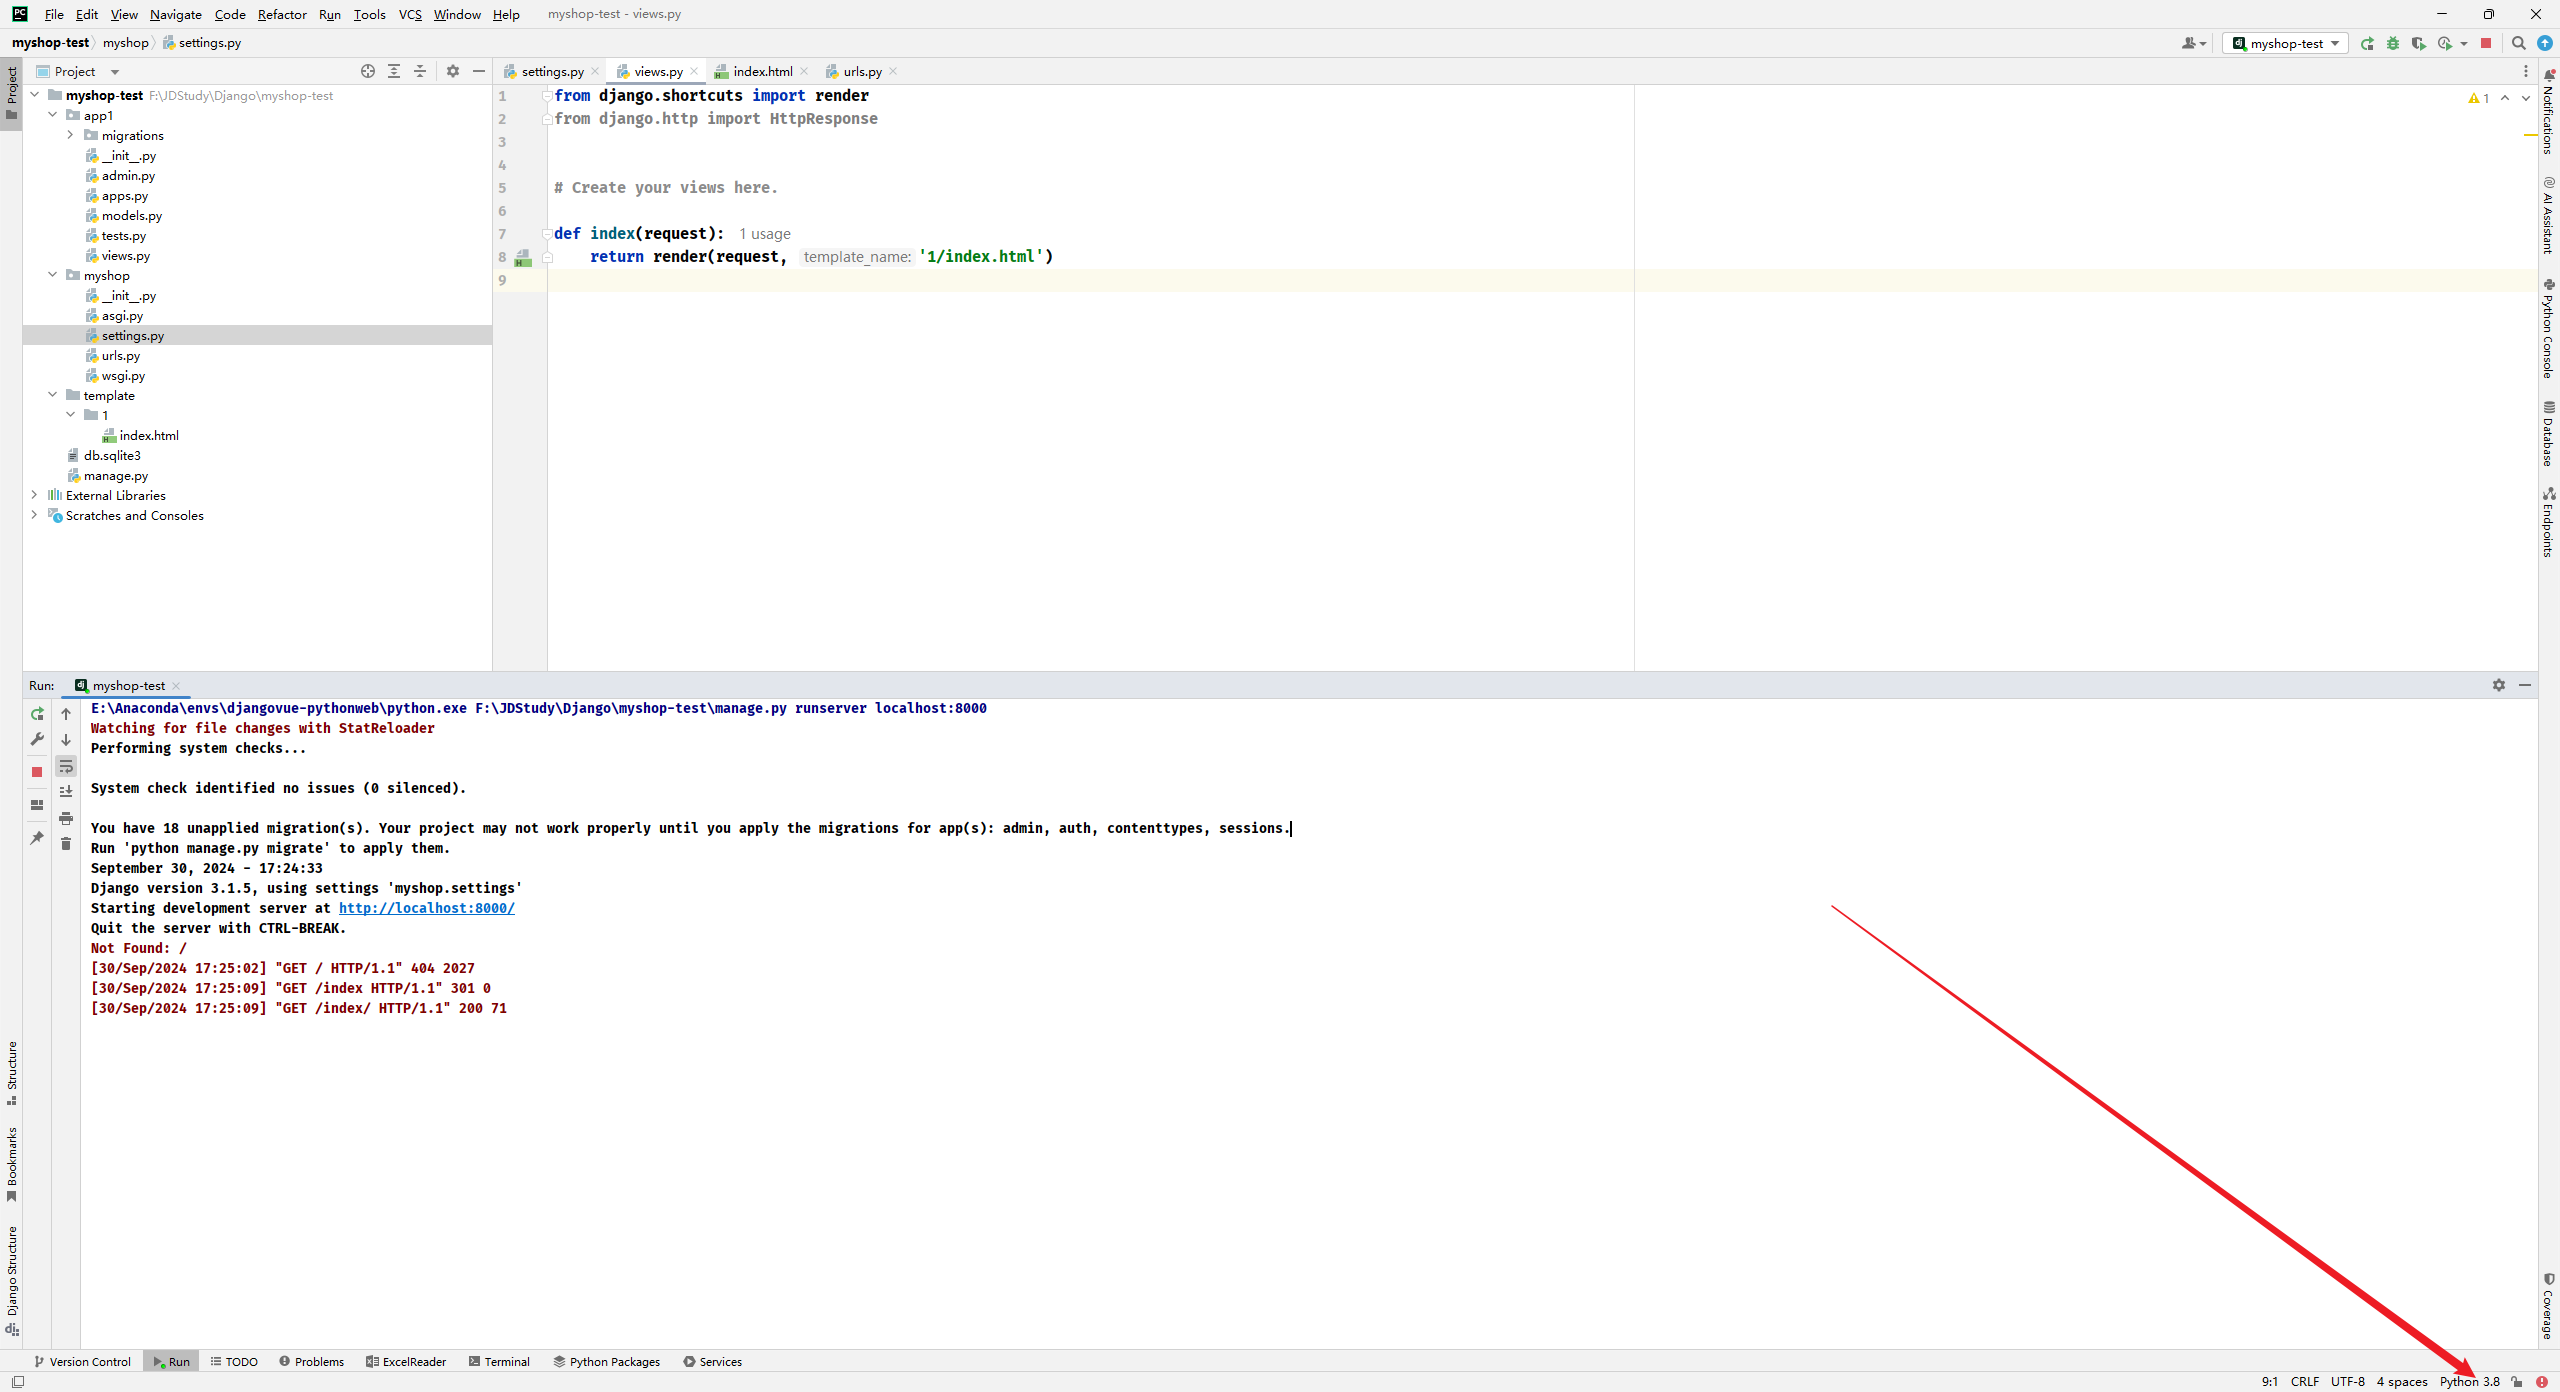 File Edit View Navigate Code Refactor Run Tools VCS Window Help myshop-test - views.py
myshop-test myshop settings.py
myshop-test
Project
settings.py views.py index.html urls.py
myshop-test F:\JDStudy\Django\myshop-test
app1
migrations
__init__.py
admin.py
apps.py
models.py
tests.py
views.py
myshop
__init__.py
asgi.py
settings.py
urls.py
wsgi.py
template
1
index.html
db.sqlite3
manage.py
External Libraries
Scratches and Consoles
1 from django.shortcuts import render
2 from django.http import HttpResponse
3
4
5 # Create your views here.
6
7 def index(request): 1 usage
8 return render(request, template_name: '1/index.html')
9
1
Project
Structure
Bookmarks
Django Structure
Notifications
AI Assistant
Python Console
Database
Endpoints
Coverage
Run: myshop-test
E:\Anaconda\envs\djangovue-pythonweb\python.exe F:\JDStudy\Django\myshop-test\manage.py runserver localhost:8000
Watching for file changes with StatReloader
Performing system checks...
System check identified no issues (0 silenced).
You have 18 unapplied migration(s). Your project may not work properly until you apply the migrations for app(s): admin, auth, contenttypes, sessions.
Run 'python manage.py migrate' to apply them.
September 30, 2024 - 17:24:33
Django version 3.1.5, using settings 'myshop.settings'
Starting development server at http://localhost:8000/
Quit the server with CTRL-BREAK.
Not Found: /
[30/Sep/2024 17:25:02] "GET / HTTP/1.1" 404 2027
[30/Sep/2024 17:25:09] "GET /index HTTP/1.1" 301 0
[30/Sep/2024 17:25:09] "GET /index/ HTTP/1.1" 200 71
Version Control Run TODO Problems ExcelReader Terminal Python Packages Services
9:1 CRLF UTF-8 4 spaces Python 3.8